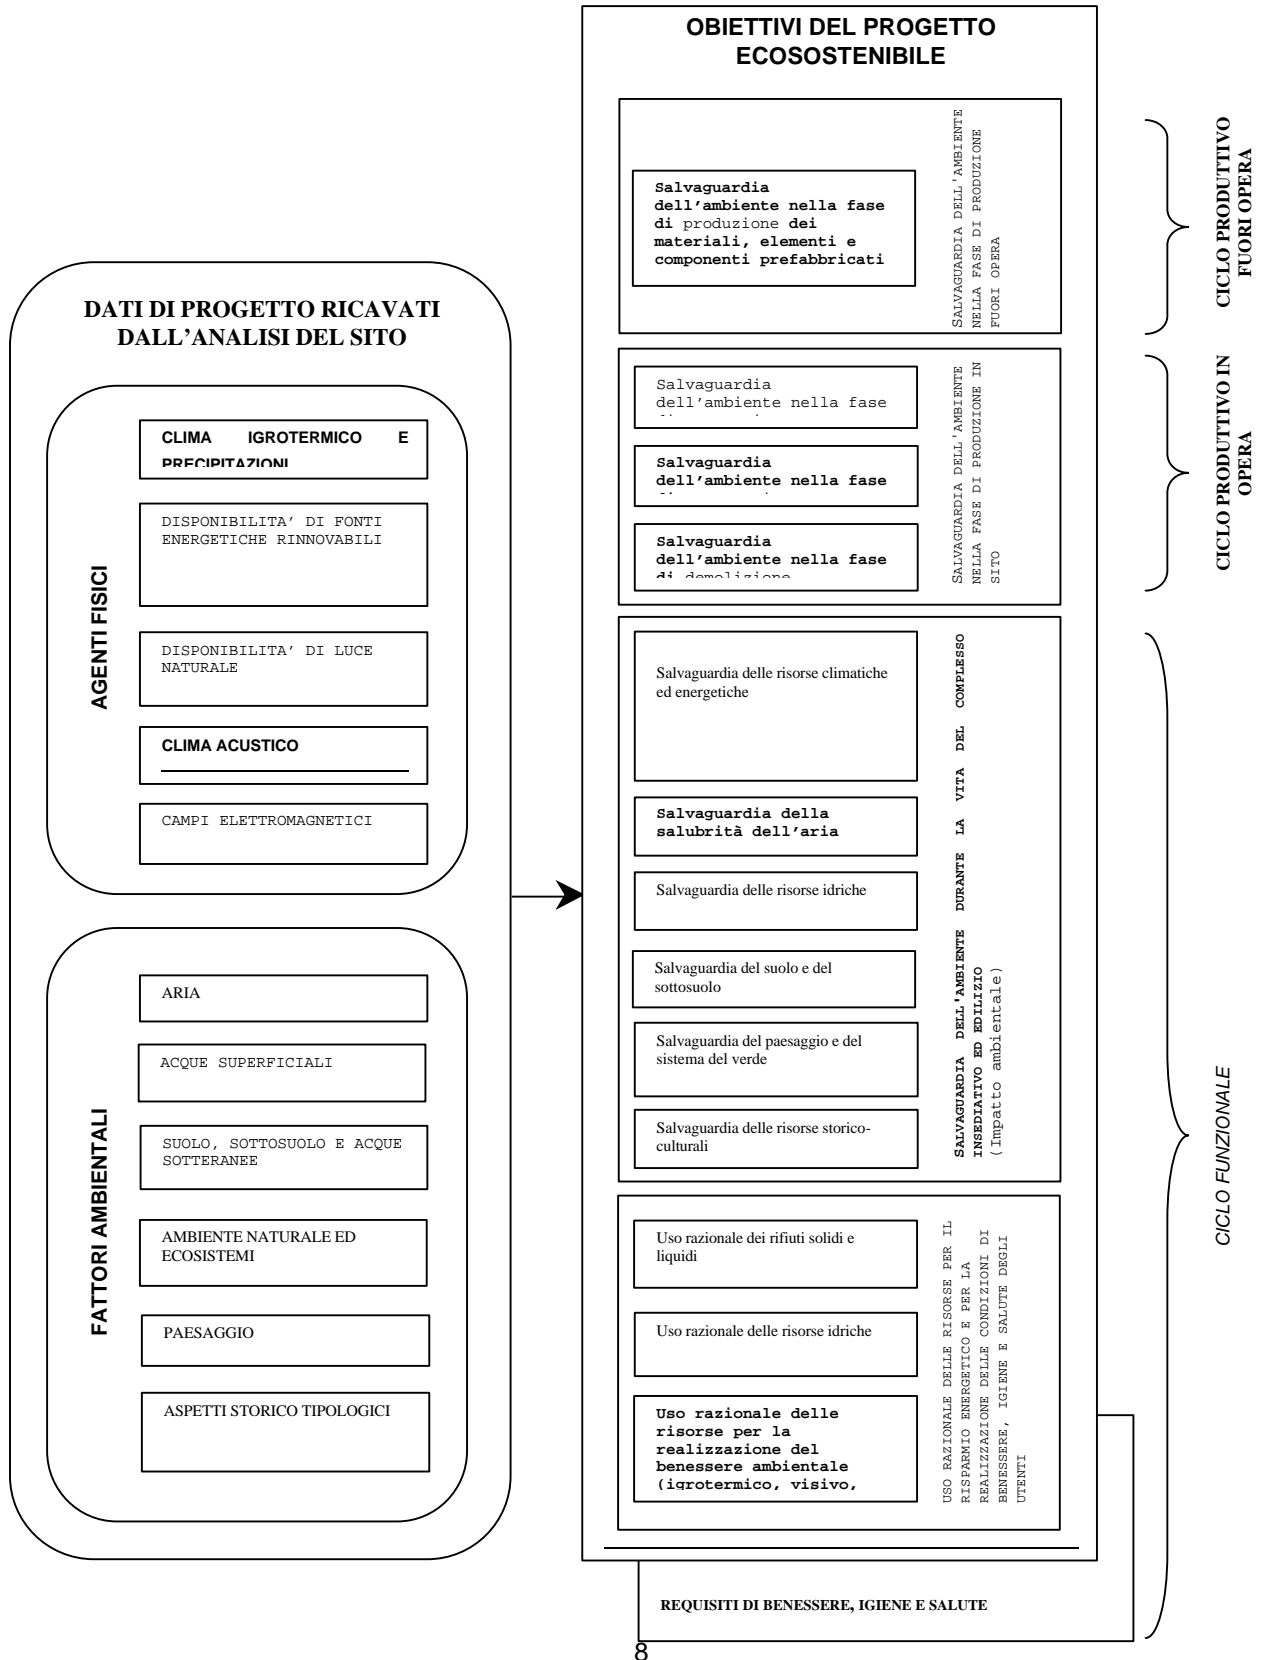 OBIETTIVI DEL PROGETTO
ECOSOSTENIBILE
DATI DI PROGETTO RICAVATI
DALL’ANALISI DEL SITO
AGENTI FISICI
CLIMA IGROTERMICO E
PRECIPITAZIONI
DISPONIBILITA’ DI FONTI
ENERGETICHE RINNOVABILI
DISPONIBILITA’ DI LUCE
NATURALE
CLIMA ACUSTICO
CAMPI ELETTROMAGNETICI
FATTORI AMBIENTALI
ARIA
ACQUE SUPERFICIALI
SUOLO, SOTTOSUOLO E ACQUE
SOTTERANEE
AMBIENTE NATURALE ED
ECOSISTEMI
PAESAGGIO
ASPETTI STORICO TIPOLOGICI
Salvaguardia
dell’ambiente nella fase
di produzione dei
materiali, elementi e
componenti prefabbricati
SALVAGUARDIA DELL'AMBIENTE
NELLA FASE DI PRODUZIONE
FUORI OPERA
CICLO PRODUTTIVO
FUORI OPERA
Salvaguardia
dell’ambiente nella fase
Salvaguardia
dell’ambiente nella fase
Salvaguardia
dell’ambiente nella fase
di demolizione
SALVAGUARDIA DELL'AMBIENTE
NELLA FASE DI PRODUZIONE IN
SITO
CICLO PRODUTTIVO IN
OPERA
Salvaguardia delle risorse climatiche
ed energetiche
Salvaguardia della
salubrità dell’aria
Salvaguardia delle risorse idriche
Salvaguardia del suolo e del
sottosuolo
Salvaguardia del paesaggio e del
sistema del verde
Salvaguardia delle risorse storico-
culturali
SALVAGUARDIA DELL'AMBIENTE DURANTE LA VITA DEL COMPLESSO
INSEDIATIVO ED EDILIZIO
(Impatto ambientale)
Uso razionale dei rifiuti solidi e
liquidi
Uso razionale delle risorse idriche
Uso razionale delle
risorse per la
realizzazione del
benessere ambientale
(igrotermico, visivo,
USO RAZIONALE DELLE RISORSE PER IL
RISPARMIO ENERGETICO E PER LA
REALIZZAZIONE DELLE CONDIZIONI DI
BENESSERE, IGIENE E SALUTE DEGLI
UTENTI
CICLO FUNZIONALE
REQUISITI DI BENESSERE, IGIENE E SALUTE
8